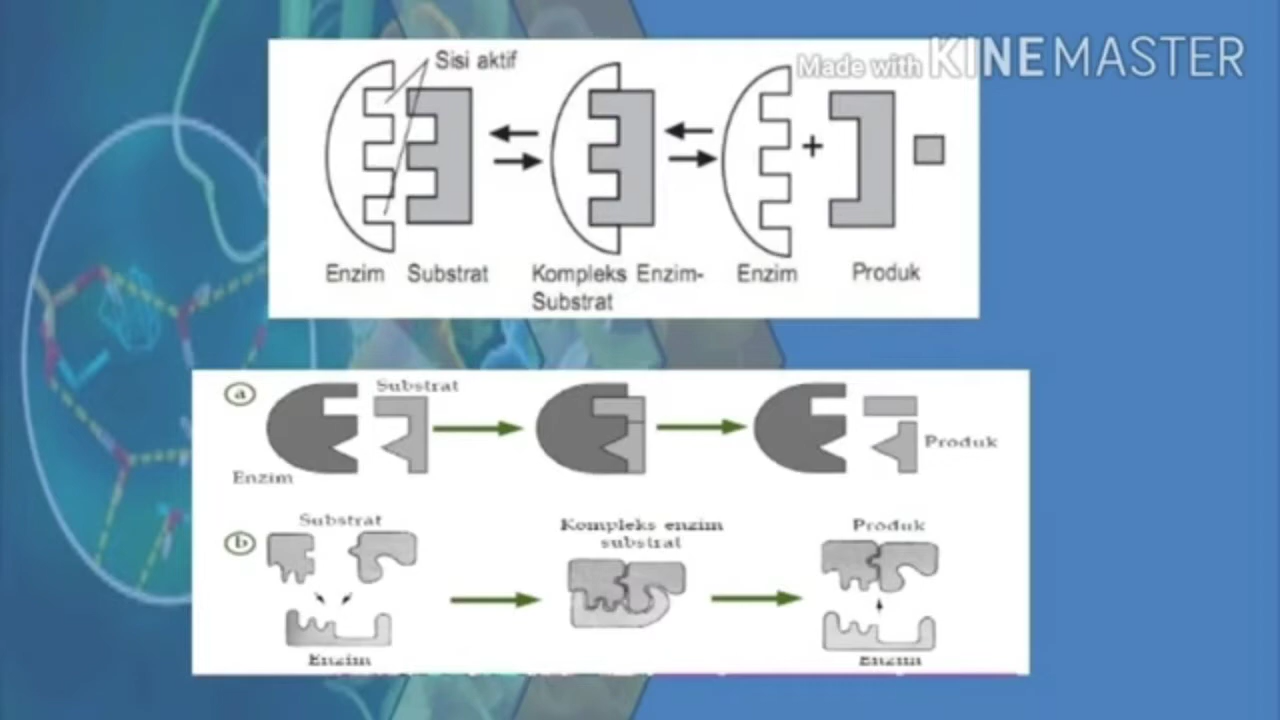 Made with KINEMASTER
Sisi aktif
Enzim Substrat Kompleks Enzim- Enzim Produk
Substrat
a
Substrat
Produk
Enzim
b
Substrat
Kompleks enzim
substrat
Produk
Enzim
Enzim